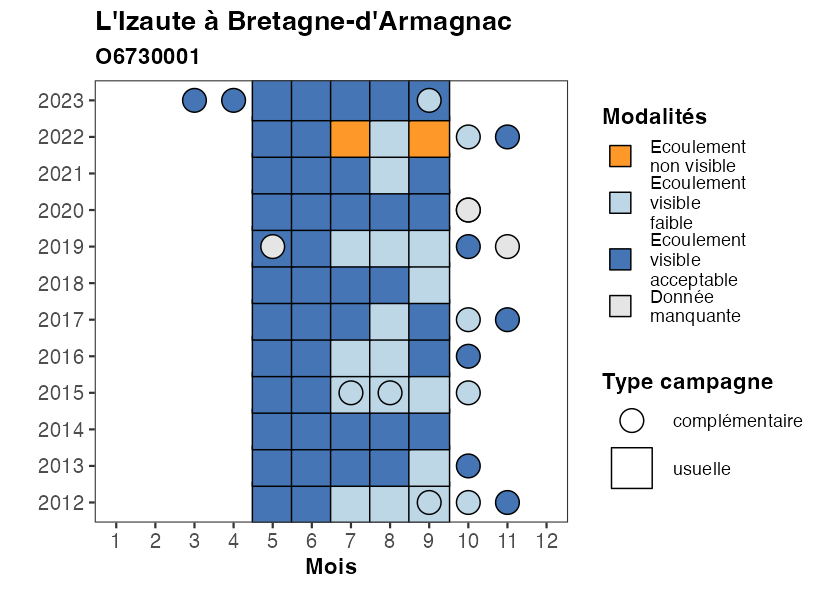 L'Izaute à Bretagne-d'Armagnac
O6730001
2023
2022
2021
2020
2019
2018
2017
2016
2015
2014
2013
2012
1 2 3 4 5 6 7 8 9 10 11 12
Mois
Modalités
Ecoulement
non visible
Ecoulement
visible
faible
Ecoulement
visible
acceptable
Donnée
manquante
Type campagne
complémentaire
usuelle